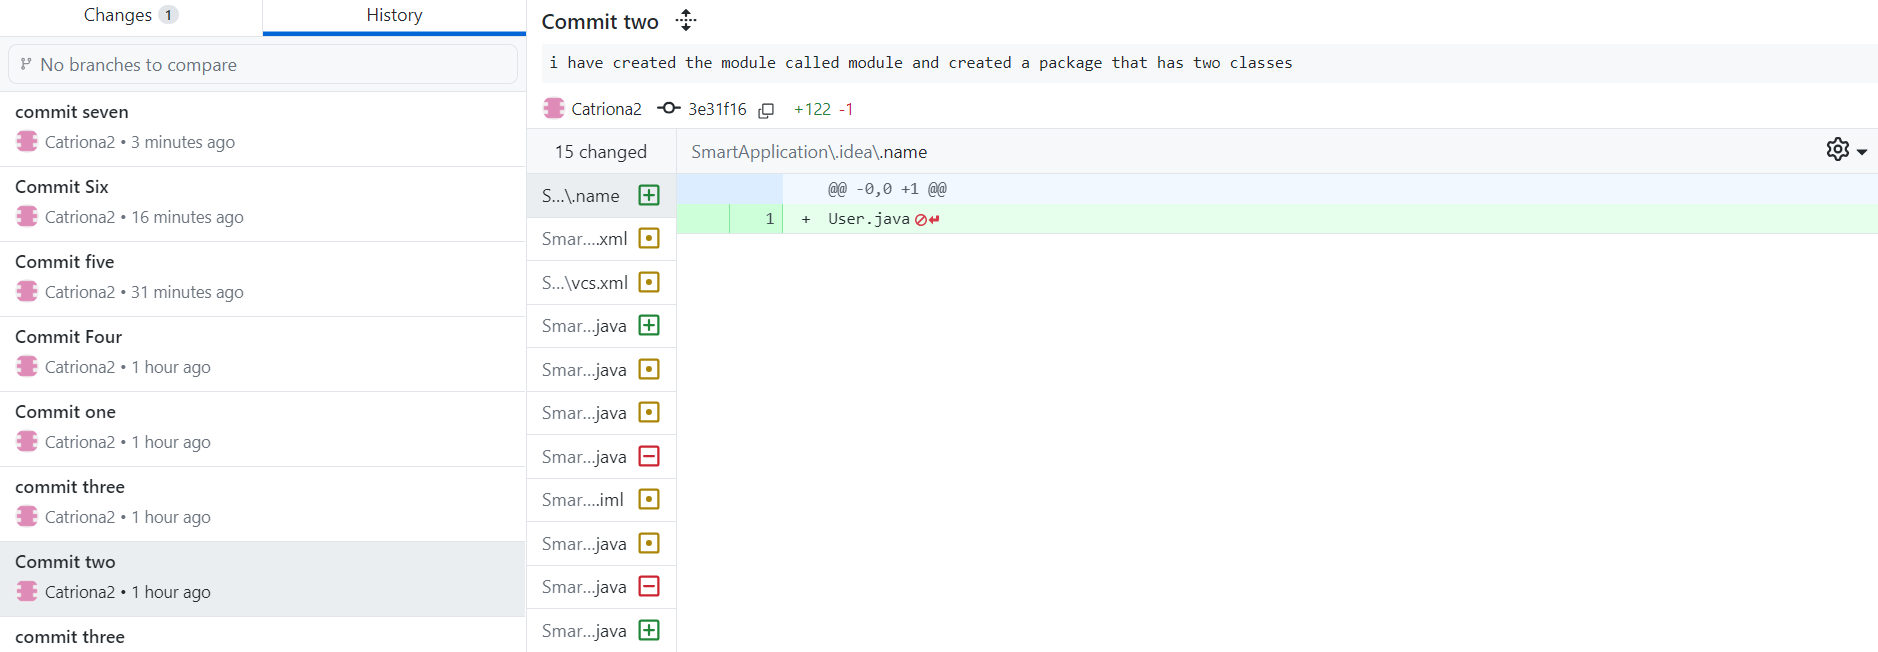 Changes 1
History
No branches to compare
commit seven
Catriona2 • 3 minutes ago
Commit Six
Catriona2 • 16 minutes ago
Commit five
Catriona2 • 31 minutes ago
Commit Four
Catriona2 • 1 hour ago
Commit one
Catriona2 • 1 hour ago
commit three
Catriona2 • 1 hour ago
Commit two
Catriona2 • 1 hour ago
commit three
Commit two
i have created the module called module and created a package that has two classes
Catriona2 3e31f16 +122 -1
15 changed
S...\.name
Smar....xml
S...\vcs.xml
Smar...java
Smar...java
Smar...java
Smar...java
Smar....iml
Smar...java
Smar...java
Smar...java
SmartApplication\.idea\.name
@@ -0,0 +1 @@
1 + User.java